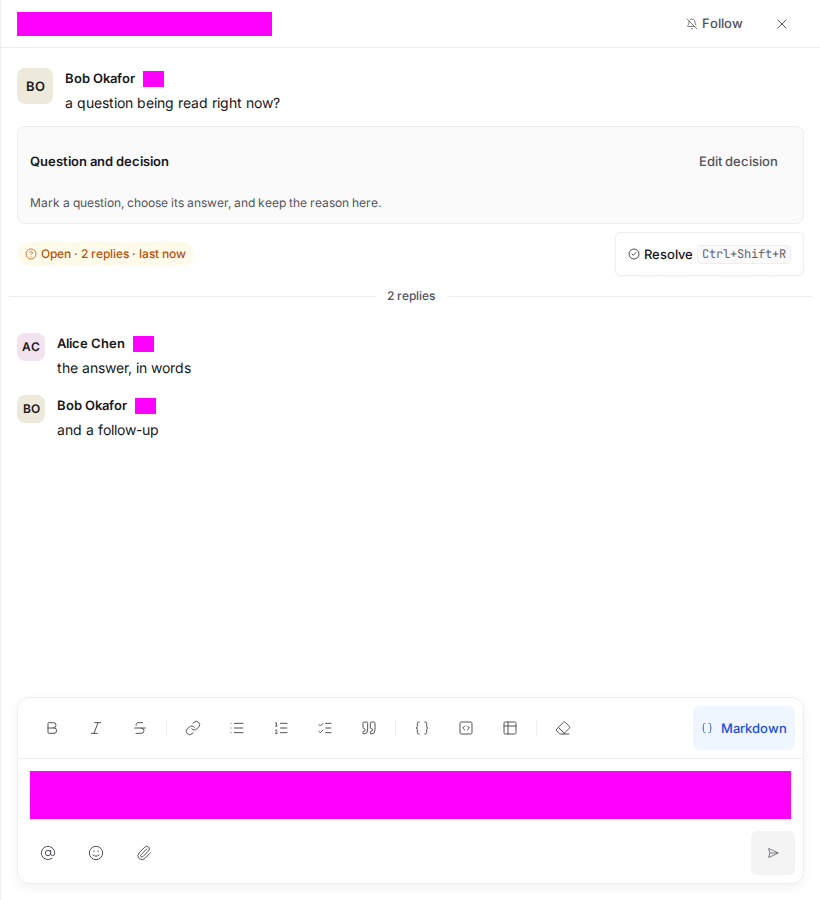 Follow
BO
Bob Okafor
a question being read right now?
Question and decision
Edit decision
Mark a question, choose its answer, and keep the reason here.
Open · 2 replies · last now
Resolve Ctrl+Shift+R
2 replies
AC
Alice Chen
the answer, in words
BO
Bob Okafor
and a follow-up
Markdown